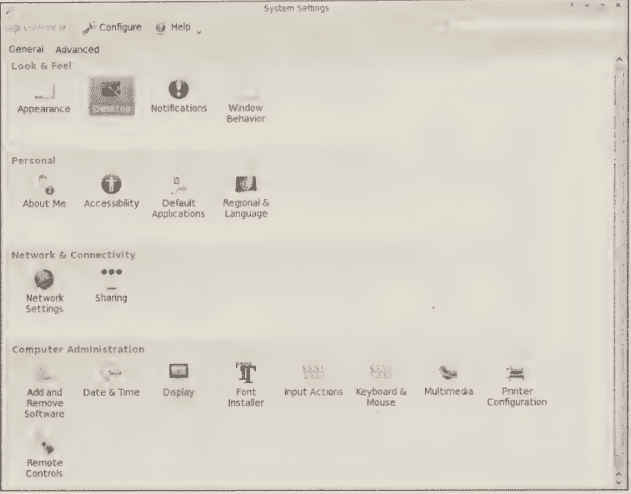 System Settings
Configure Help
General Advanced
Look & Feel
Appearance Desktop Notifications Window
Behavior
Personal
About Me Accessibility Default Regional &
Applications Language
Network & Connectivity
Network Sharing
Settings
Computer Administration
Add and Date & Time Display Font Input Actions Keyboard & Multimedia Printer
Remove Installer Mouse Configuration
Software
Remote
Controls